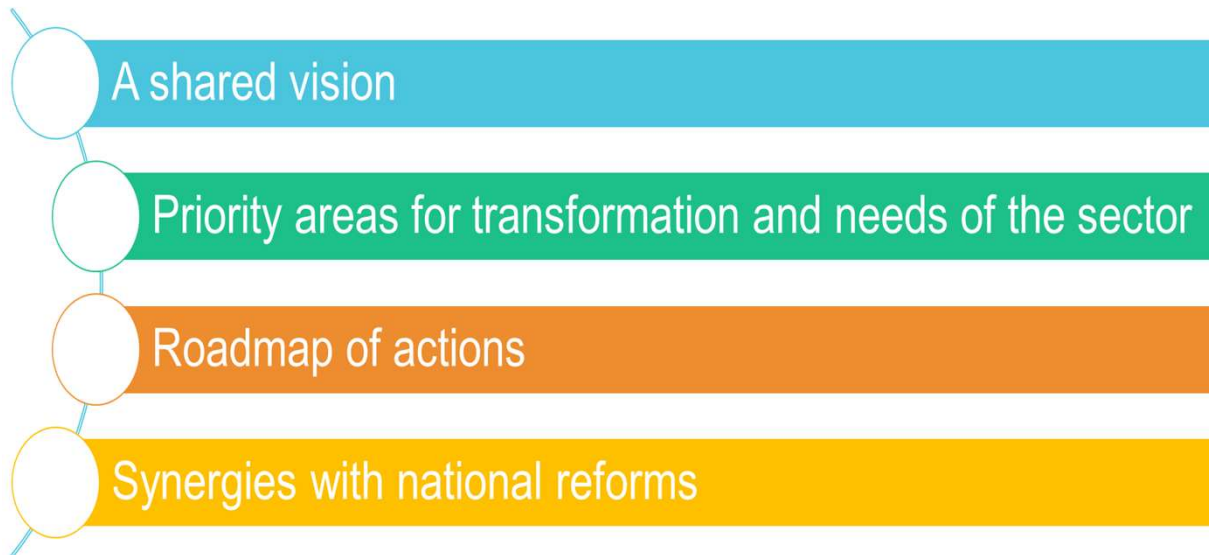 A shared vision
Priority areas for transformation and needs of the sector
Roadmap of actions
Synergies with national reforms